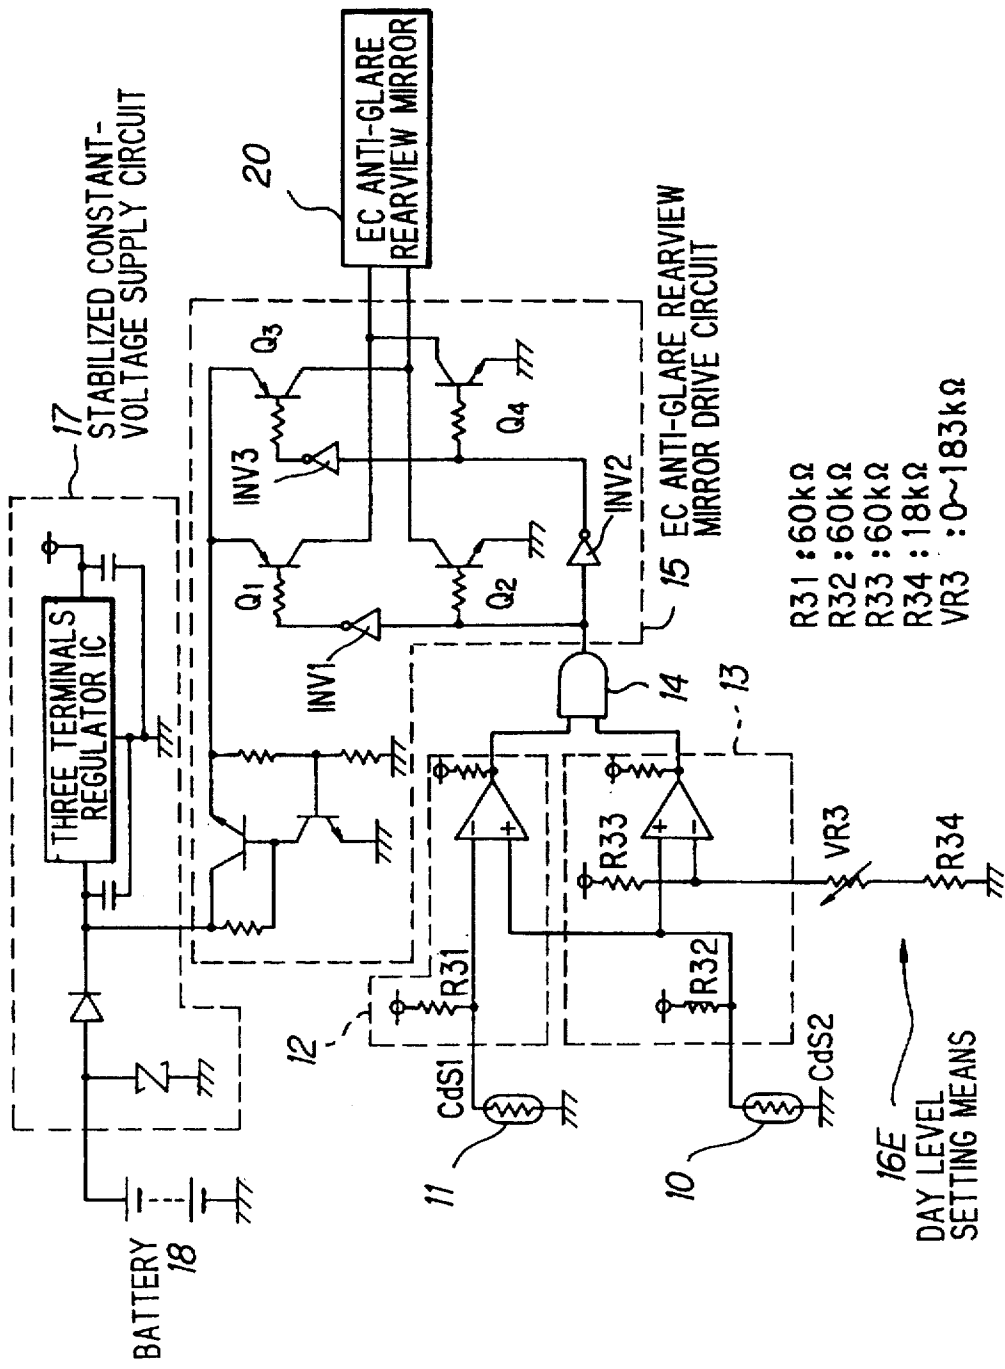 17
STABILIZED CONSTANT-
VOLTAGE SUPPLY CIRCUIT
THREE TERMINALS
REGULATOR IC
BATTERY
18
20
EC ANTI-GLARE
REARVIEW MIRROR
Q1
Q3
INV1
INV3
Q2
Q4
INV2
15 EC ANTI-GLARE REARVIEW
MIRROR DRIVE CIRCUIT
12
R31
-
+
14
13
CdS1
11
R33
+
-
R32
CdS2
10
VR3
R34
16E
DAY LEVEL
SETTING MEANS
R31 : 60kΩ
R32 : 60kΩ
R33 : 60kΩ
R34 : 18kΩ
VR3 : 0~183kΩ